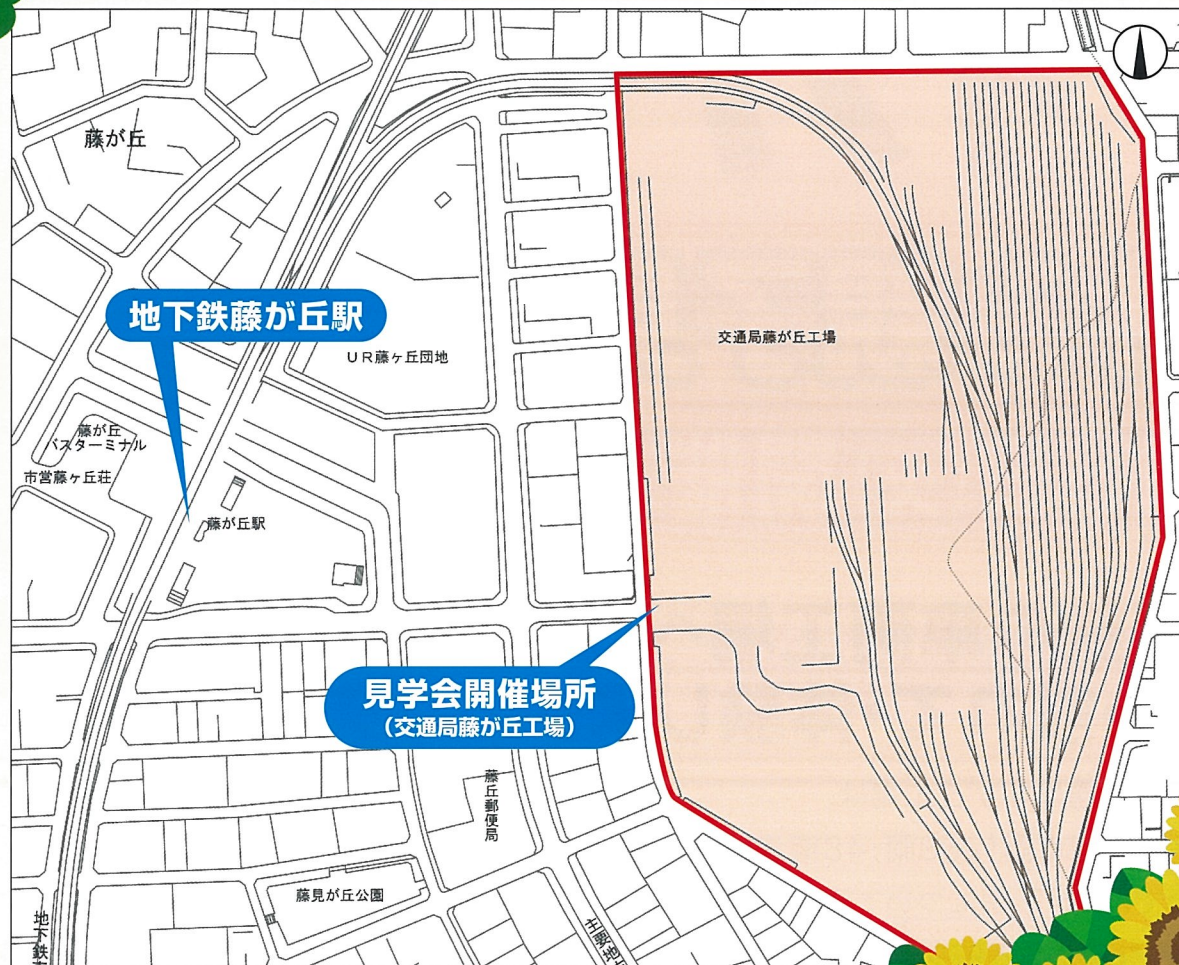 藤が丘
地下鉄藤が丘駅
UR藤ヶ丘団地
交通局藤が丘工場
藤が丘
バスターミナル
市営藤ヶ丘荘
藤が丘駅
見学会開催場所
(交通局藤が丘工場)
藤丘郵便局
藤見が丘公園
地下鉄